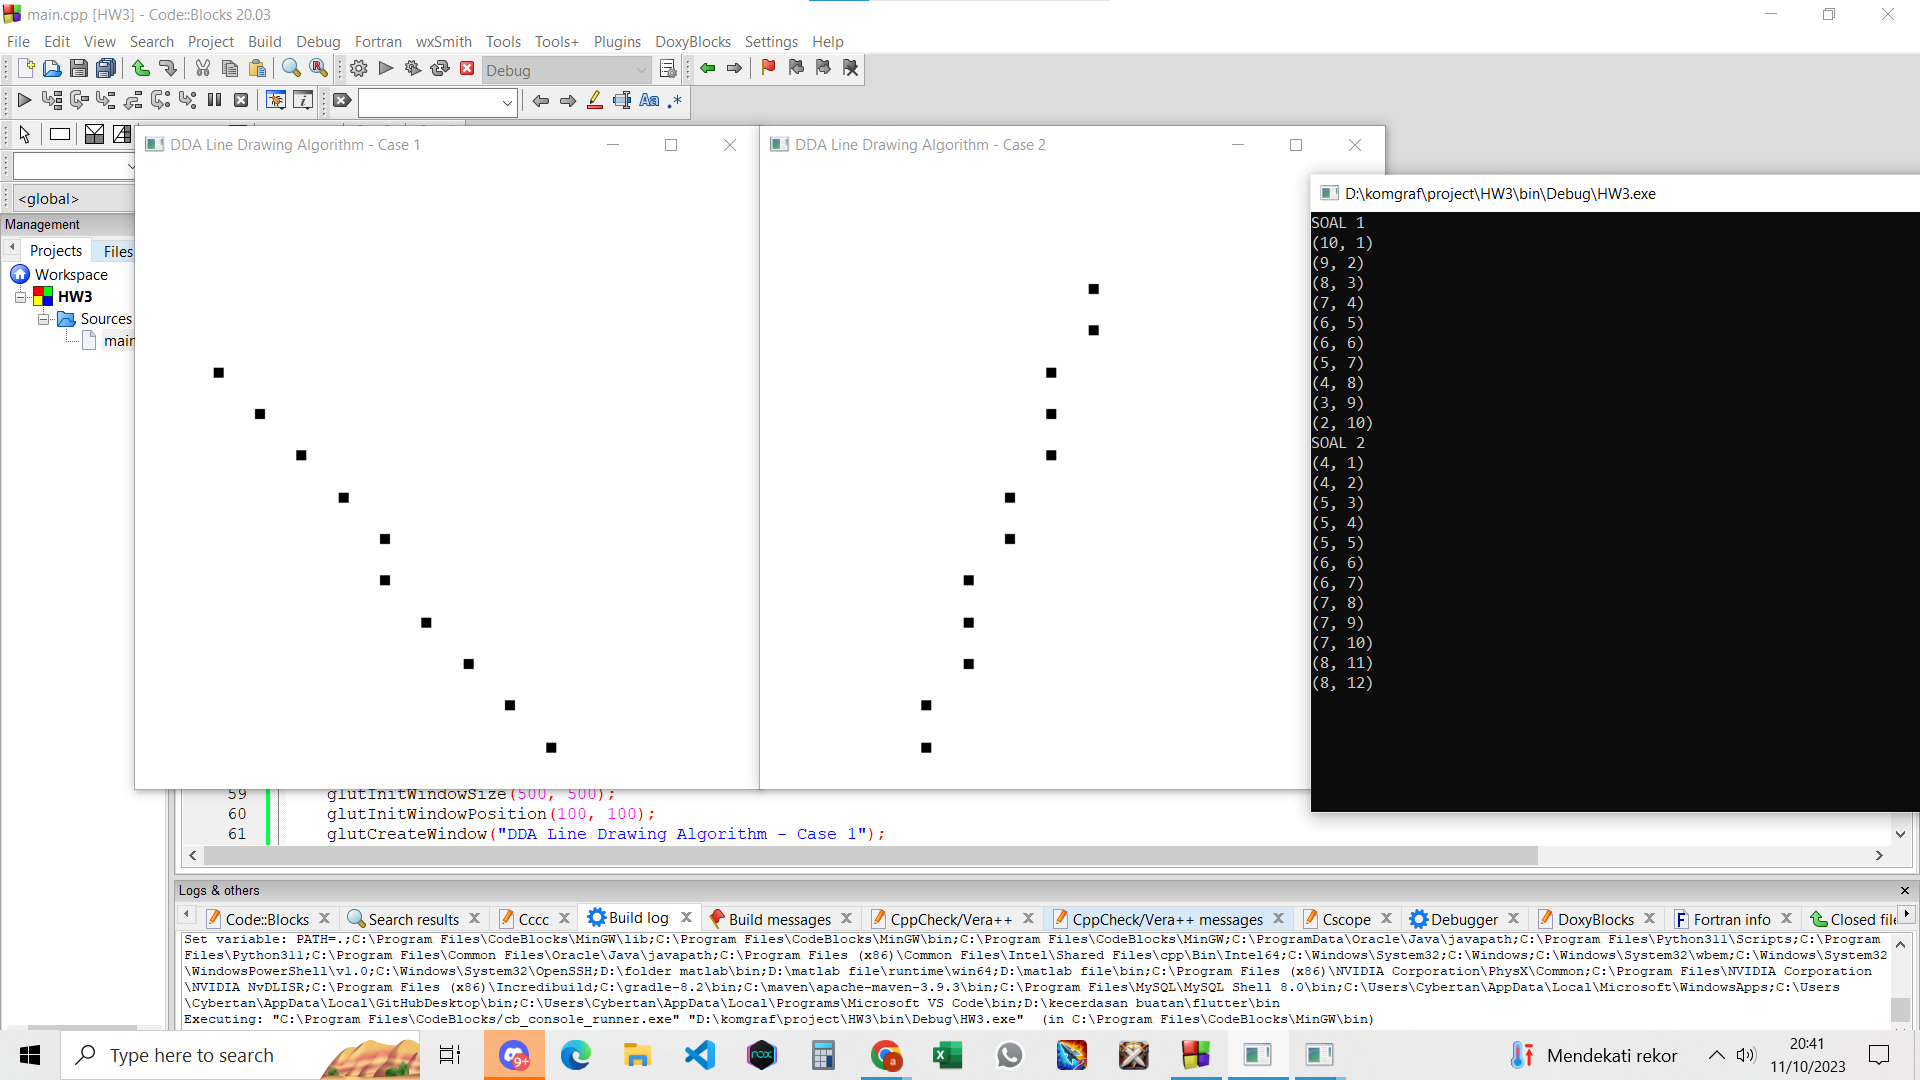 main.cpp [HW3] - Code::Blocks 20.03
File Edit View Search Project Build Debug Fortran wxSmith Tools Tools+ Plugins DoxyBlocks Settings Help
Debug
Aa .*
<global>
Management
Projects Files
Workspace
HW3
Sources
main
DDA Line Drawing Algorithm - Case 1
DDA Line Drawing Algorithm - Case 2
D:\komgraf\project\HW3\bin\Debug\HW3.exe
SOAL 1
(10, 1)
(9, 2)
(8, 3)
(7, 4)
(6, 5)
(6, 6)
(5, 7)
(4, 8)
(3, 9)
(2, 10)
SOAL 2
(4, 1)
(4, 2)
(5, 3)
(5, 4)
(5, 5)
(6, 6)
(6, 7)
(7, 8)
(7, 9)
(7, 10)
(8, 11)
(8, 12)
59 glutInitWindowSize(500, 500);
60 glutInitWindowPosition(100, 100);
61 glutCreateWindow("DDA Line Drawing Algorithm - Case 1");
Logs & others
Code::Blocks Search results Cccc Build log Build messages CppCheck/Vera++ CppCheck/Vera++ messages Cscope Debugger DoxyBlocks Fortran info Closed file
Set variable: PATH=.;C:\Program Files\CodeBlocks\MinGW\lib;C:\Program Files\CodeBlocks\MinGW\bin;C:\Program Files\CodeBlocks\MinGW;C:\ProgramData\Oracle\Java\javapath;C:\Program Files\Python311\Scripts;C:\Program
Files\Python311;C:\Program Files\Common Files\Oracle\Java\javapath;C:\Program Files (x86)\Common Files\Intel\Shared Files\cpp\Bin\Intel64;C:\Windows\System32;C:\Windows;C:\Windows\System32\wbem;C:\Windows\System32
\WindowsPowerShell\v1.0;C:\Windows\System32\OpenSSH;D:\folder matlab\bin;D:\matlab file\runtime\win64;D:\matlab file\bin;C:\Program Files (x86)\NVIDIA Corporation\PhysX\Common;C:\Program Files\NVIDIA Corporation
\NVIDIA NvDLISR;C:\Program Files (x86)\Incredibuild;C:\gradle-8.2\bin;C:\maven\apache-maven-3.9.3\bin;C:\Program Files\MySQL\MySQL Shell 8.0\bin;C:\Users\Cybertan\AppData\Local\Microsoft\WindowsApps;C:\Users
\Cybertan\AppData\Local\GitHubDesktop\bin;C:\Users\Cybertan\AppData\Local\Programs\Microsoft VS Code\bin;D:\kecerdasan buatan\flutter\bin
Executing: "C:\Program Files\CodeBlocks/cb_console_runner.exe" "D:\komgraf\project\HW3\bin\Debug\HW3.exe" (in C:\Program Files\CodeBlocks\MinGW\bin)
Type here to search
9+
nox
Mendekati rekor
20:41
11/10/2023